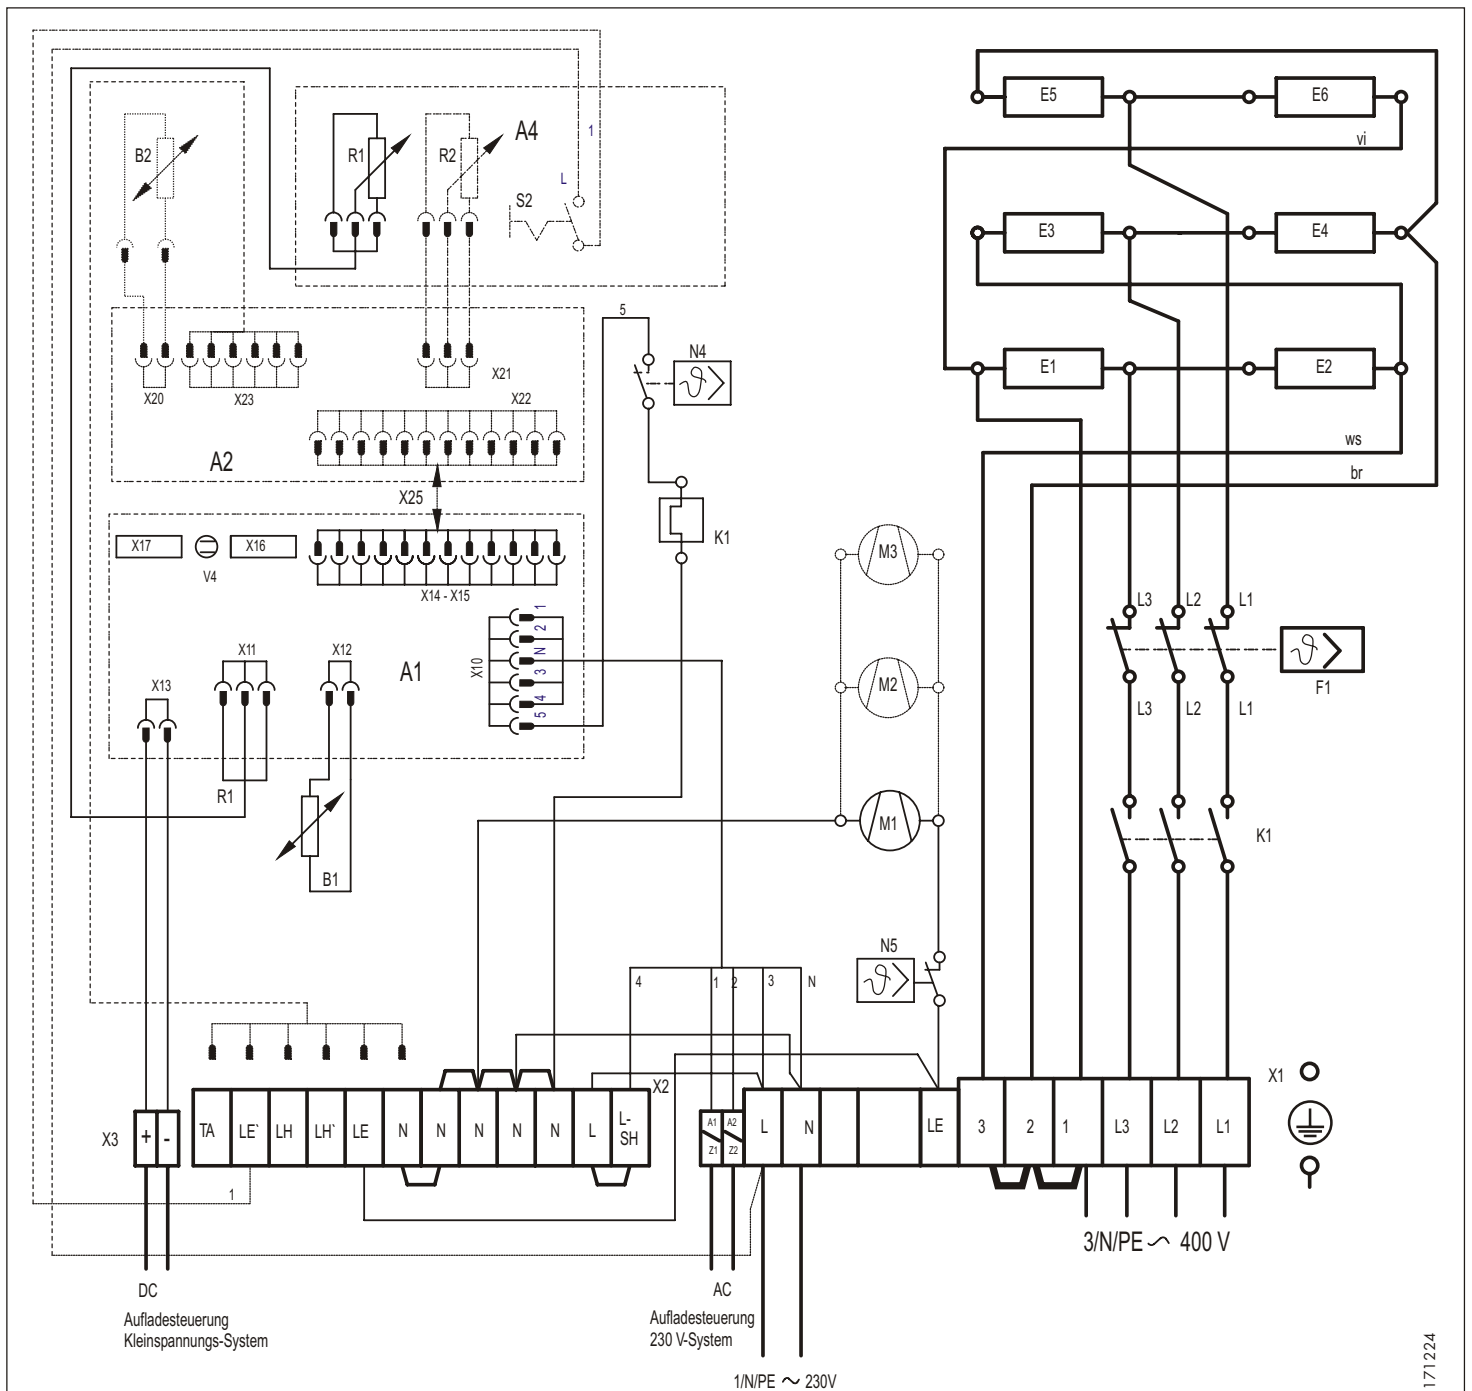 E5
E6
vi
B2
R1
R2
A4
1
L
S2
E3
E4
5
N4
X20
X23
X21
X22
E1
E2
A2
ws
br
X25
X17
V4
X16
K1
M3
X14 - X15
L3
L2
L1
X10
1
2
N
3
4
5
X11
X12
A1
X13
M2
F1
L3
L2
L1
R1
M1
K1
B1
N5
4
1
2
3
N
X2
X1
X3
+
-
TA
LE`
LH
LH`
LE
N
N
N
N
N
L
L-
SH
A1
Z1
A2
Z2
L
N
LE
3
2
1
L3
L2
L1
1
3/N/PE ~ 400 V
DC
Aufladesteuerung
Kleinspannungs-System
AC
Aufladesteuerung
230 V-System
1/N/PE ~ 230V
171224